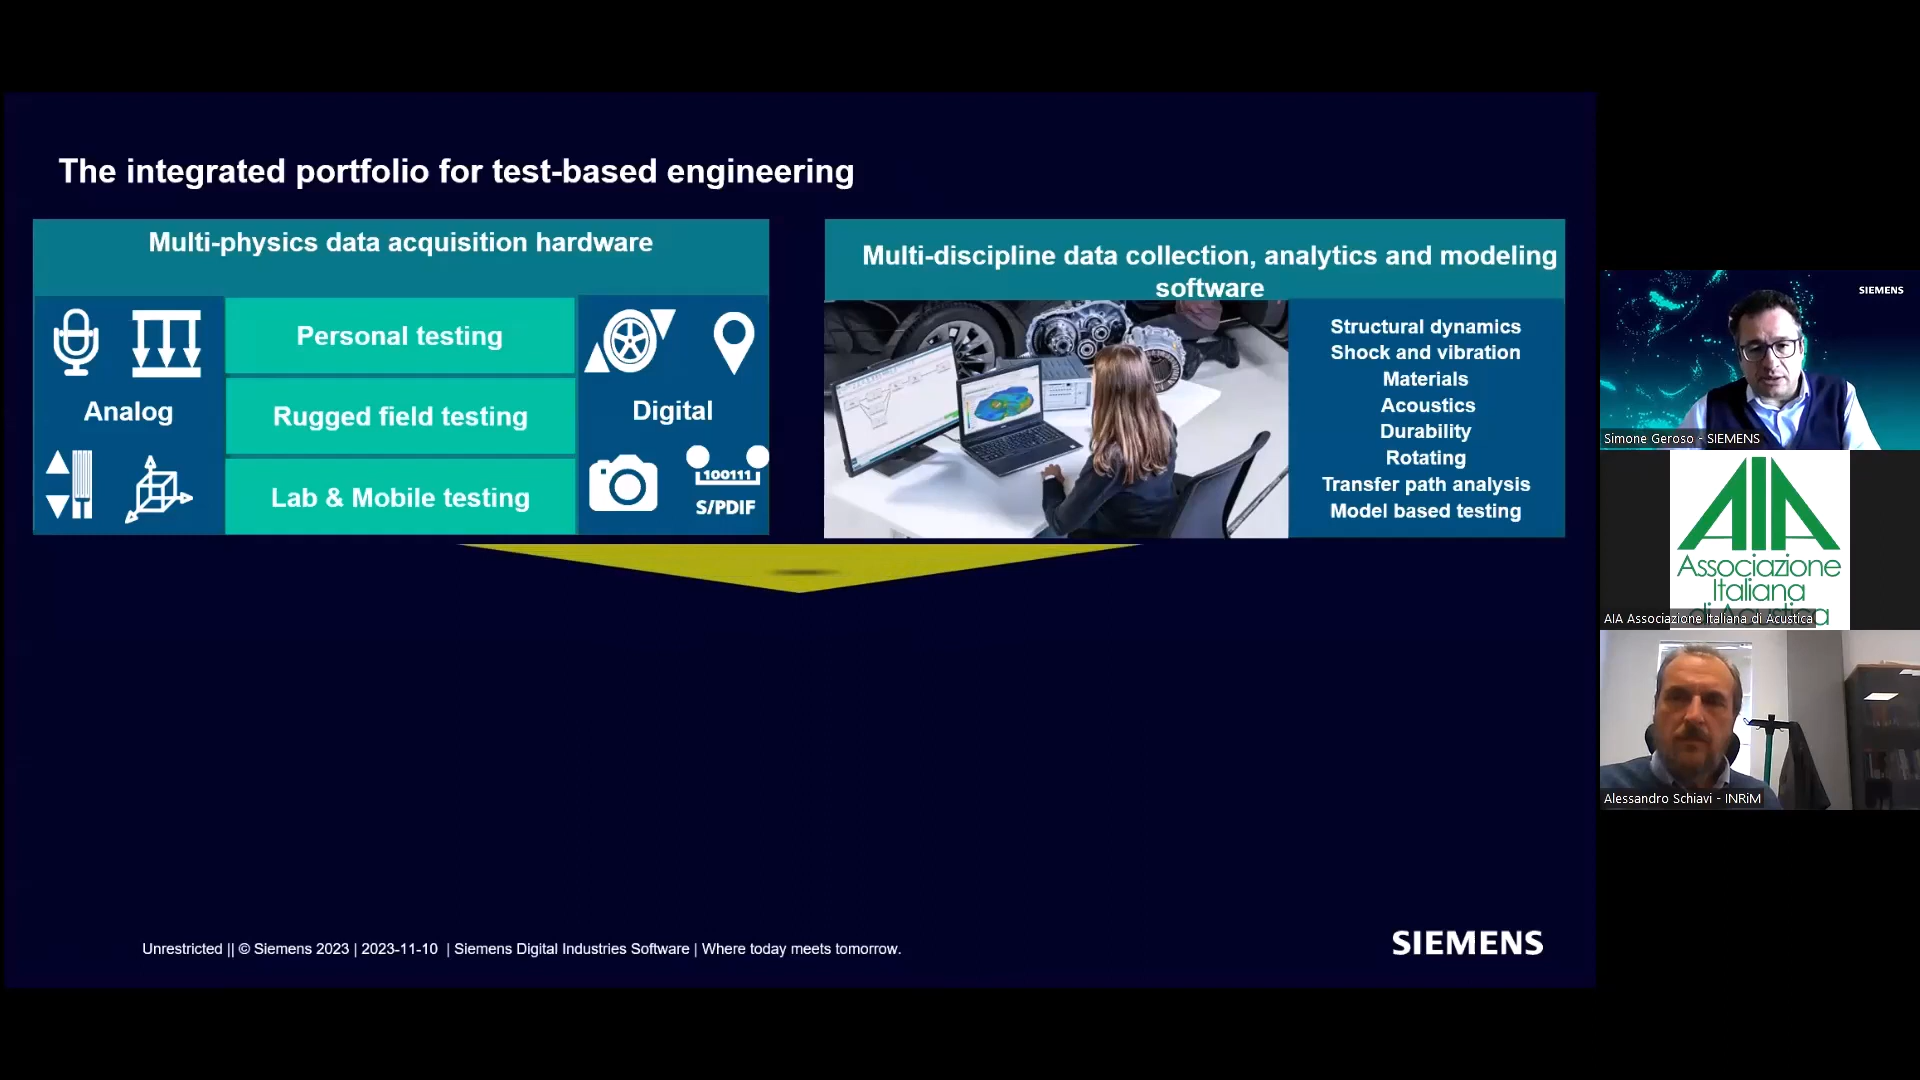 The integrated portfolio for test-based engineering
Multi-physics data acquisition hardware
Analog
Personal testing
Rugged field testing
Lab & Mobile testing
Digital
100111
S/PDIF
Multi-discipline data collection, analytics and modeling
software
Structural dynamics
Shock and vibration
Materials
Acoustics
Durability
Rotating
Transfer path analysis
Model based testing
Unrestricted || © Siemens 2023 | 2023-11-10 | Siemens Digital Industries Software | Where today meets tomorrow.
SIEMENS
SIEMENS
Simone Geroso - SIEMENS
AIA
Associazione
Italiana
di Acustica
AIA Associazione Italiana di Acustica
Alessandro Schiavi - INRiM